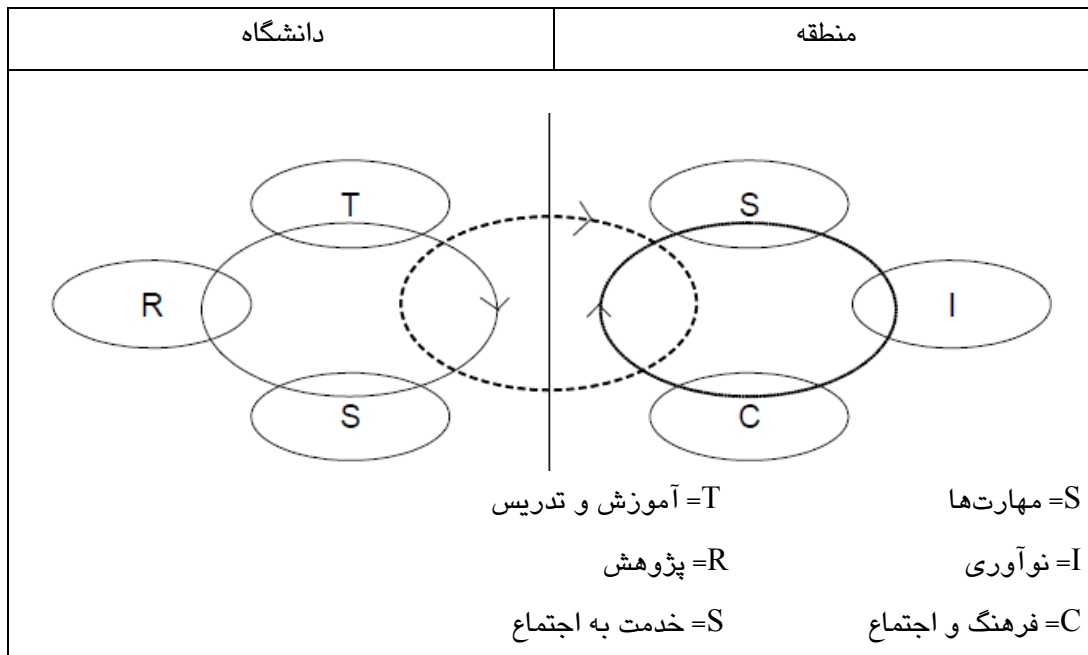 منطقه دانشگاه
T S
R I
S C
S= مهارت‌ها T= آموزش و تدریس
I= نوآوری R= پژوهش
C= فرهنگ و اجتماع S= خدمت به اجتماع